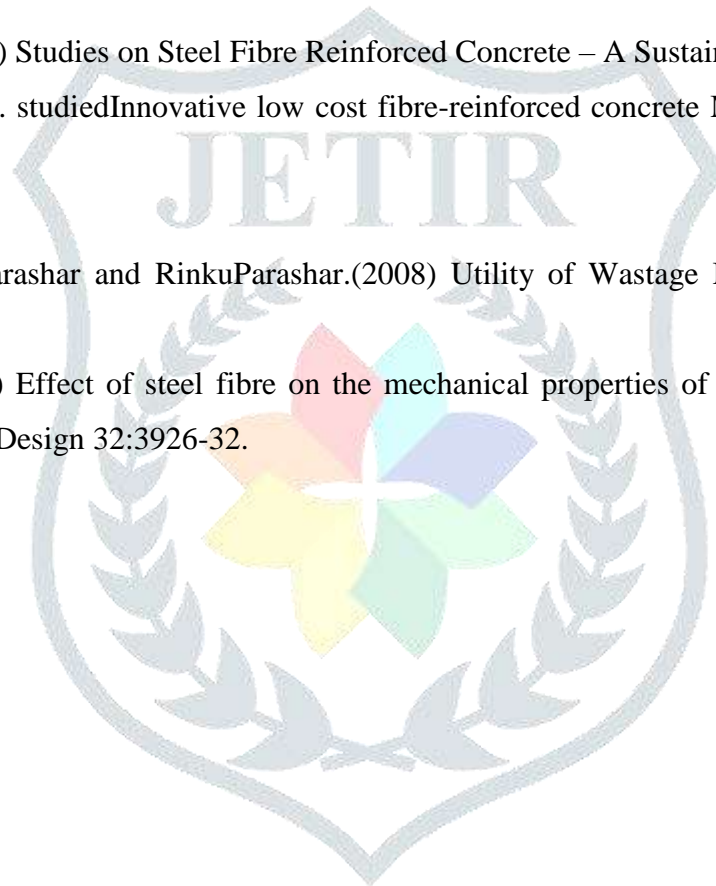 ) Studies on Steel Fibre Reinforced Concrete – A Sustain
. studiedInnovative low cost fibre-reinforced concrete
JETIR
arashar and RinkuParashar.(2008) Utility of Wastage
) Effect of steel fibre on the mechanical properties of
Design 32:3926-32.